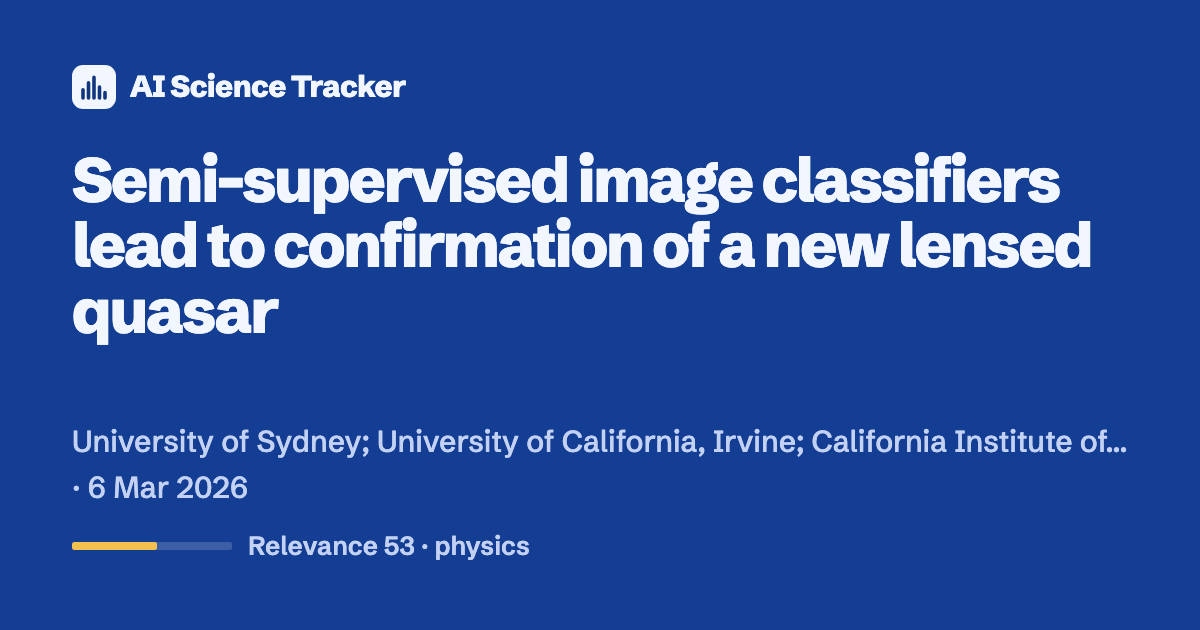 AI Science Tracker
Semi-supervised image classifiers
lead to confirmation of a new lensed
quasar
University of Sydney; University of California, Irvine; California Institute of...
· 6 Mar 2026
Relevance 53 · physics